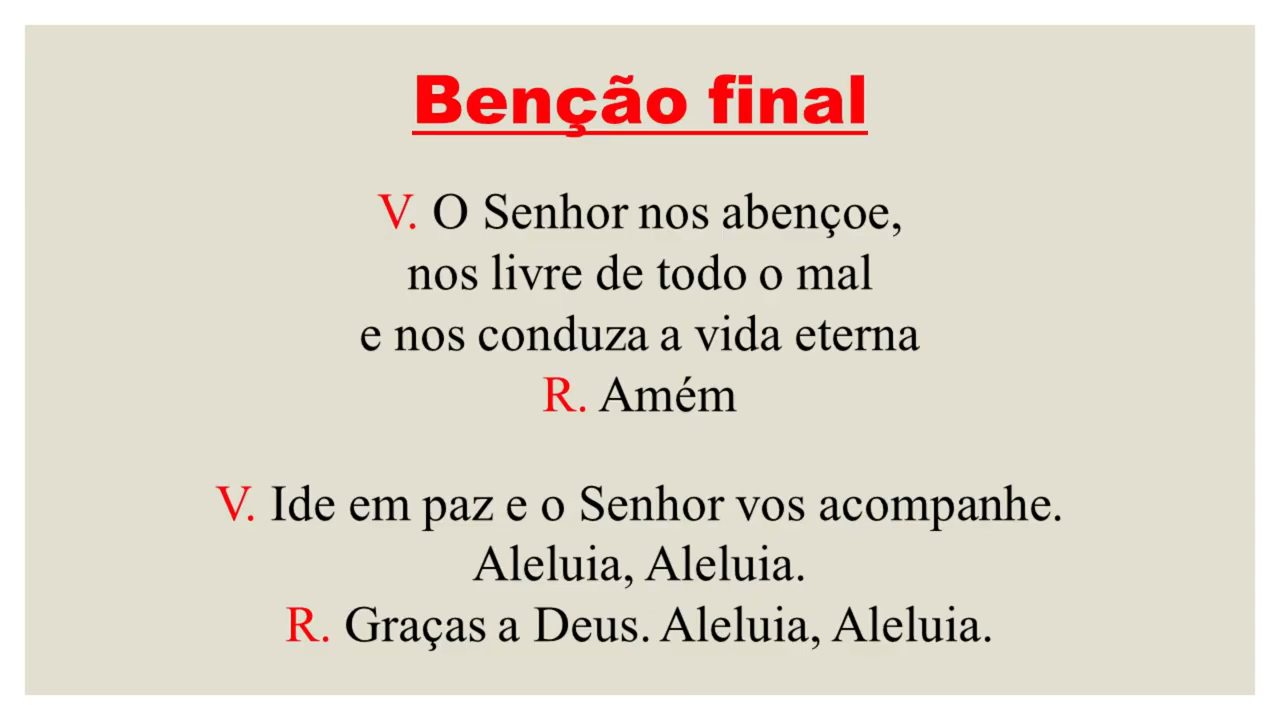 Benção final
V. O Senhor nos abençoe,
nos livre de todo o mal
e nos conduza a vida eterna
R. Amém
V. Ide em paz e o Senhor vos acompanhe.
Aleluia, Aleluia.
R. Graças a Deus. Aleluia, Aleluia.